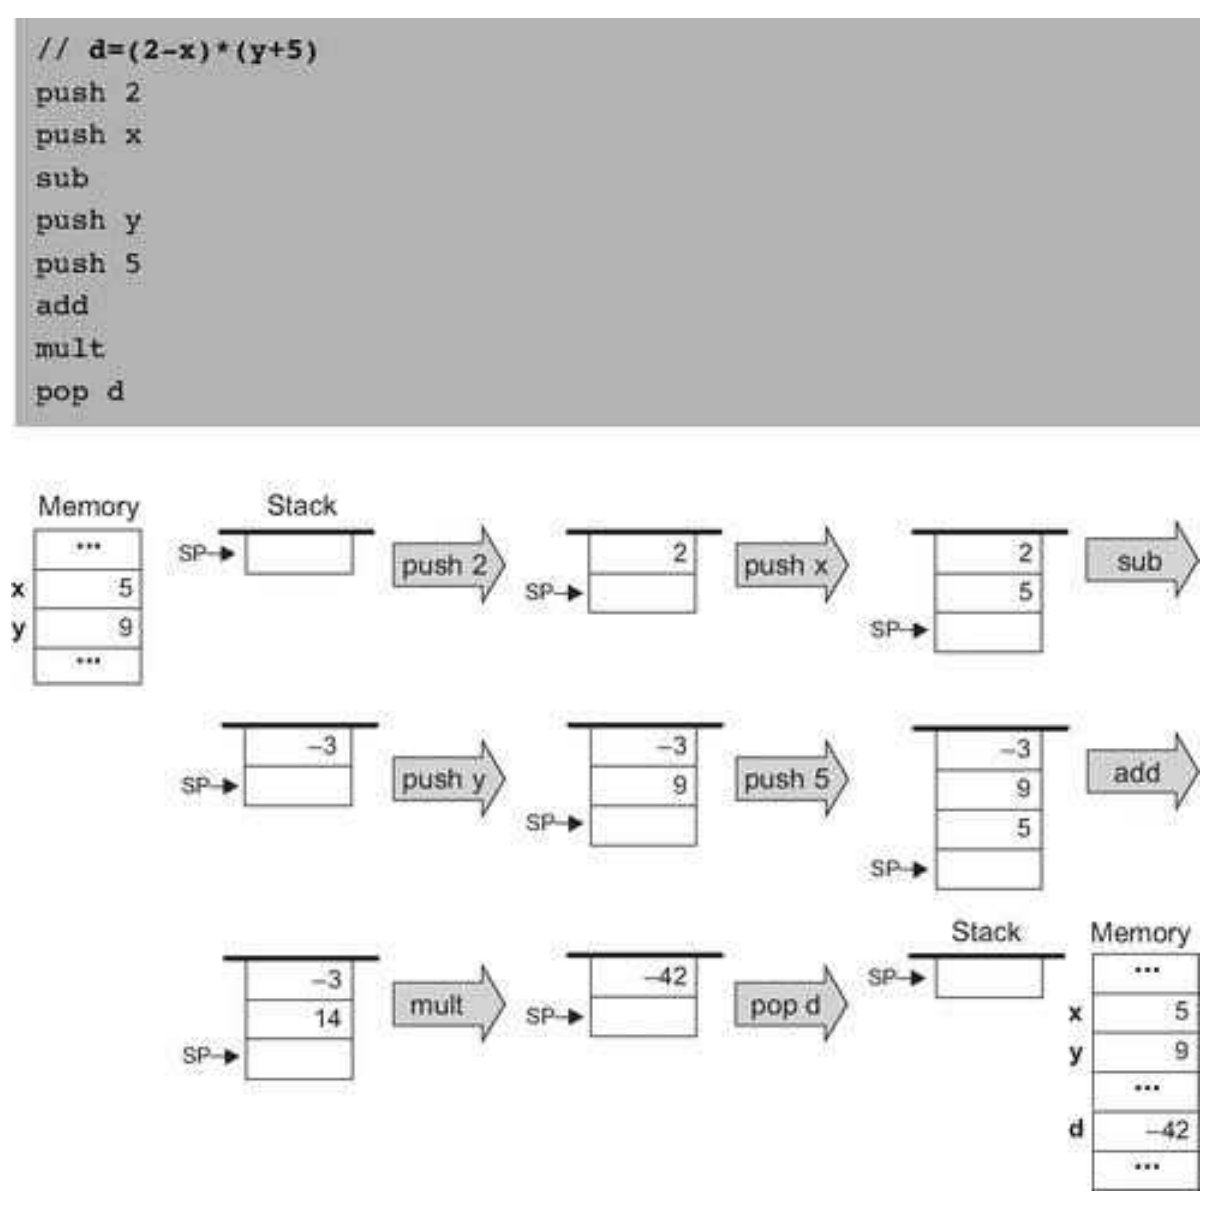 // d=(2-x)*(y+5)
push 2
push x
sub
push y
push 5
add
mult
pop d
Memory
...
x 5
y 9
...
Stack
SP
push 2
2
SP
push x
2
5
SP
sub
-3
SP
push y
-3
9
SP
push 5
-3
9
5
SP
add
-3
14
SP
mult
-42
SP
pop d
Stack
SP
Memory
...
x 5
y 9
...
d -42
...